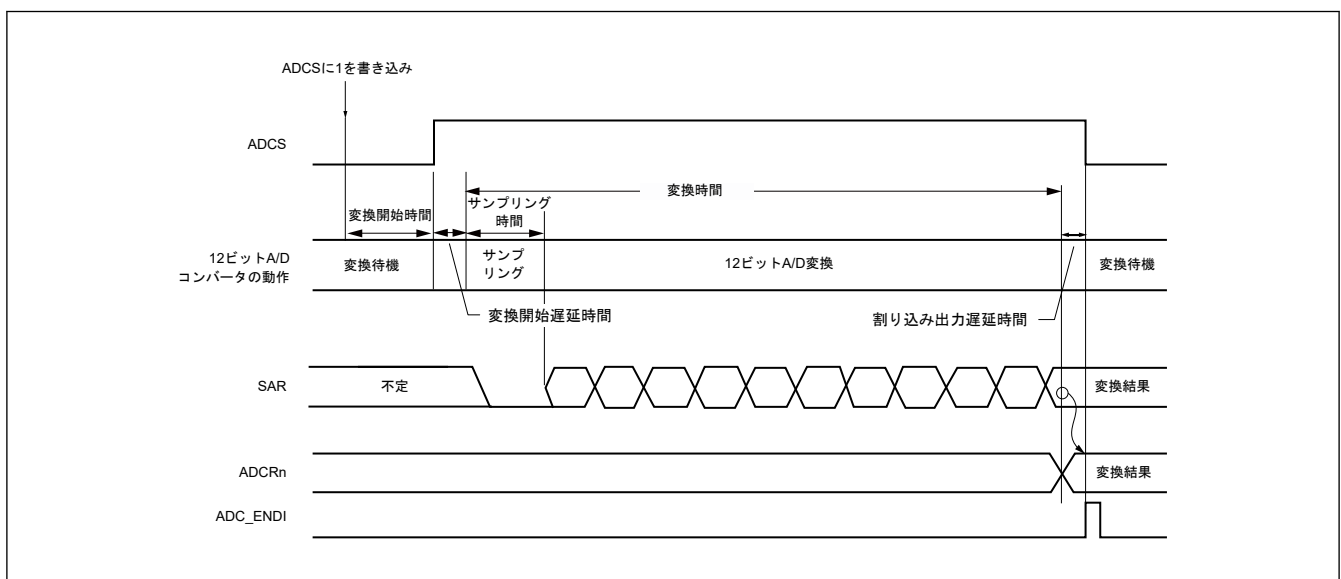 ADCSに1を書き込み
ADCS
変換時間
サンプリング
時間
変換開始時間
12ビットA/D
コンバータの動作
変換待機
サンプ
リング
12ビットA/D変換
変換待機
変換開始遅延時間
割り込み出力遅延時間
SAR
不定
変換結果
ADCRn
変換結果
ADC_ENDI